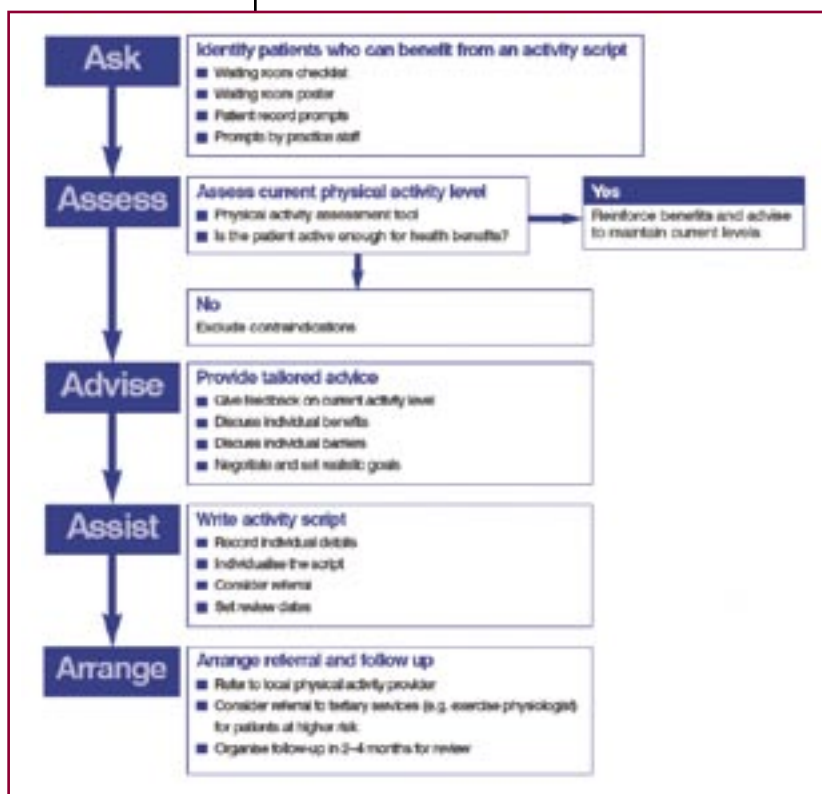 Ask
Identify patients who can benefit from an activity script
■ Waiting room checklist
■ Waiting room poster
■ Patient record prompts
■ Prompts by practice staff
Assess
Assess current physical activity level
■ Physical activity assessment tool
■ Is the patient active enough for health benefits?
Yes
Reinforce benefits and advise
to maintain current levels
No
Exclude contraindications
Advise
Provide tailored advice
■ Give feedback on current activity level
■ Discuss individual benefits
■ Discuss individual barriers
■ Negotiate and set realistic goals
Assist
Write activity script
■ Record individual details
■ Individualise the script
■ Consider referral
■ Set review dates
Arrange
Arrange referral and follow up
■ Refer to local physical activity provider
■ Consider referral to tertiary services (e.g. exercise physiologist)
for patients at higher risk
■ Organise follow-up in 2–4 months for review